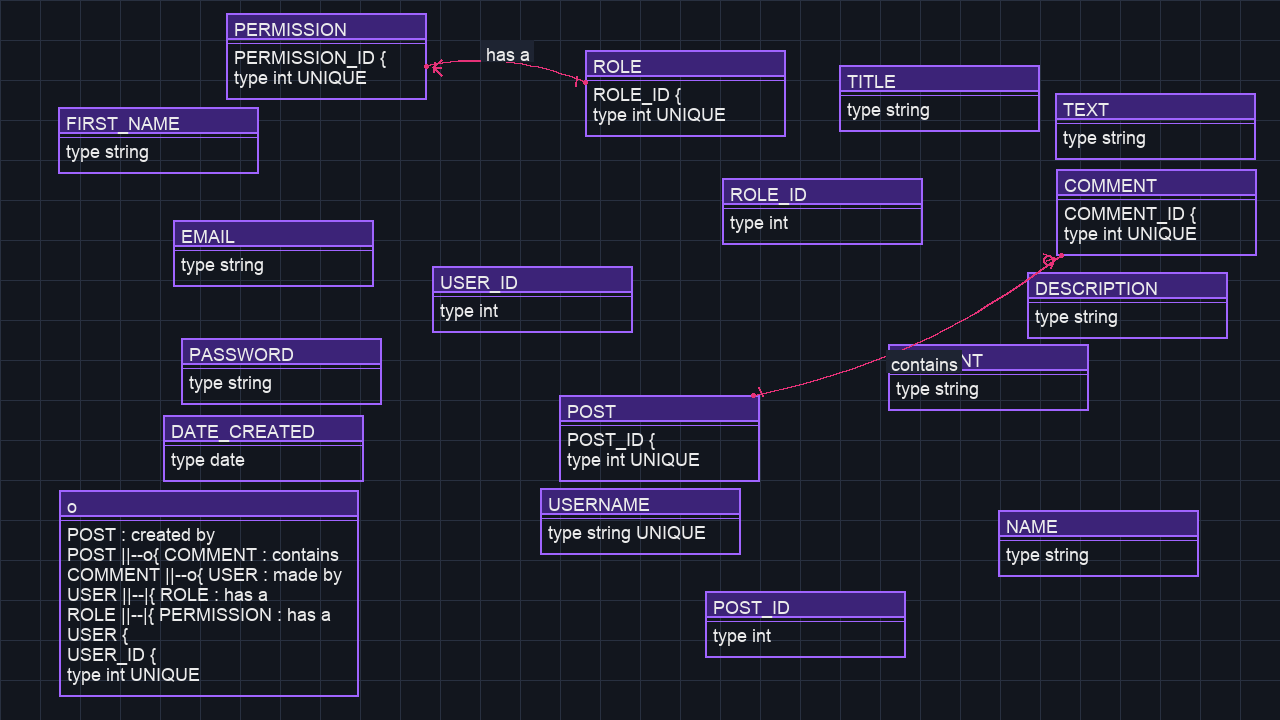 PERMISSION
PERMISSION_ID {
type int UNIQUE
has a
ROLE
ROLE_ID {
type int UNIQUE
TITLE
type string
TEXT
type string
FIRST_NAME
type string
COMMENT
COMMENT_ID {
type int UNIQUE
ROLE_ID
type int
EMAIL
type string
USER_ID
type int
DESCRIPTION
type string
PASSWORD
type string
contains
type string
POST
POST_ID {
type int UNIQUE
DATE_CREATED
type date
USERNAME
type string UNIQUE
o
POST : created by
POST ||--o{ COMMENT : contains
COMMENT ||--o{ USER : made by
USER ||--|{ ROLE : has a
ROLE ||--|{ PERMISSION : has a
USER {
USER_ID {
type int UNIQUE
NAME
type string
POST_ID
type int